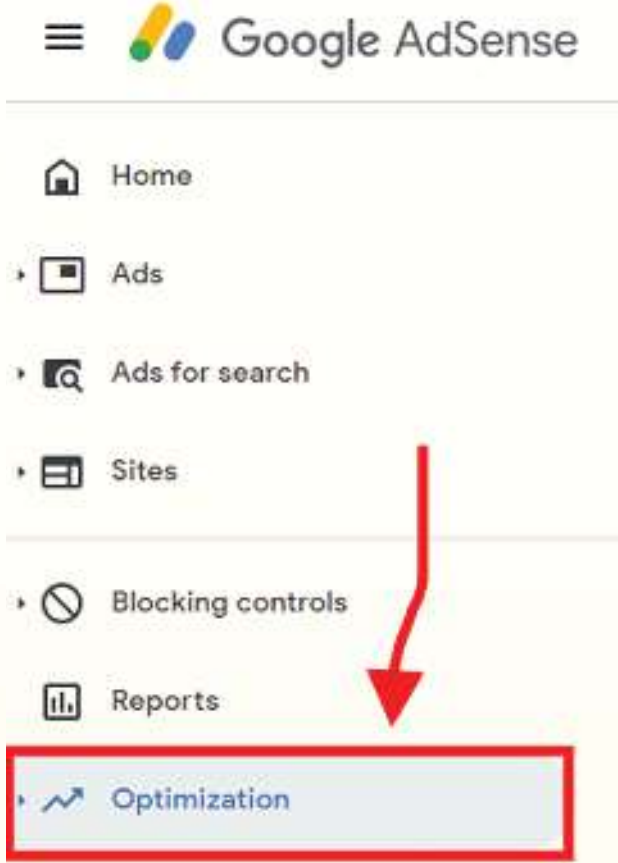 Google AdSense
Home
Ads
Ads for search
Sites
Blocking controls
Reports
Optimization